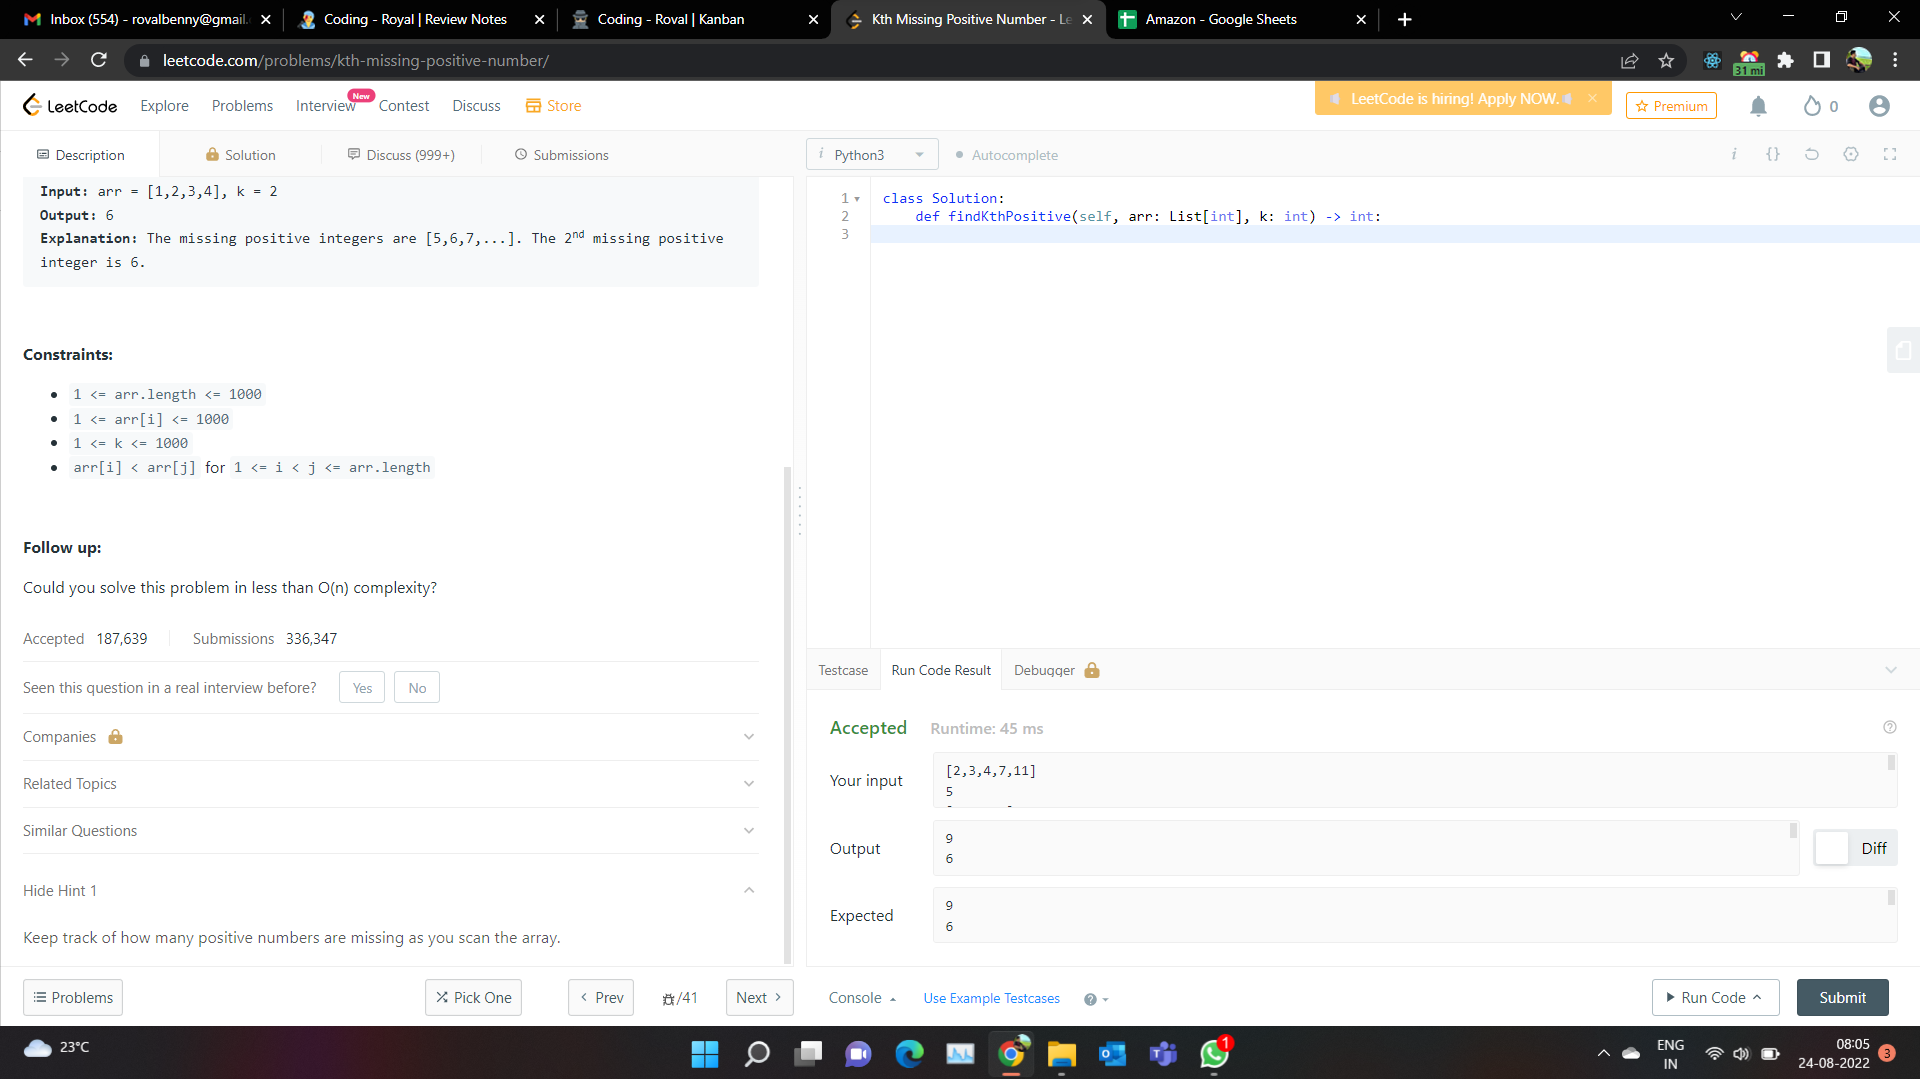 Inbox (554) - rovalbenny@gmail.
Coding - Royal | Review Notes
Coding - Roval | Kanban
Kth Missing Positive Number - Le
Amazon - Google Sheets
leetcode.com/problems/kth-missing-positive-number/
31 mi
LeetCode
Explore
Problems
Interview
New
Contest
Discuss
Store
LeetCode is hiring! Apply NOW.
Premium
0
Description
Solution
Discuss (999+)
Submissions
i Python3
Autocomplete
i
{}
Input: arr = [1,2,3,4], k = 2
Output: 6
Explanation: The missing positive integers are [5,6,7,...]. The 2nd missing positive
integer is 6.
Constraints:
1 <= arr.length <= 1000
1 <= arr[i] <= 1000
1 <= k <= 1000
arr[i] < arr[j] for 1 <= i < j <= arr.length
Follow up:
Could you solve this problem in less than O(n) complexity?
Accepted 187,639
Submissions 336,347
Seen this question in a real interview before?
Yes
No
Companies
Related Topics
Similar Questions
Hide Hint 1
Keep track of how many positive numbers are missing as you scan the array.
1 class Solution:
2 def findKthPositive(self, arr: List[int], k: int) -> int:
3
Testcase
Run Code Result
Debugger
Accepted
Runtime: 45 ms
Your input
[2,3,4,7,11]
5
Output
9
6
Diff
Expected
9
6
Problems
Pick One
Prev
/41
Next
Console
Use Example Testcases
Run Code
Submit
23°C
1
ENG
IN
08:05
24-08-2022
3